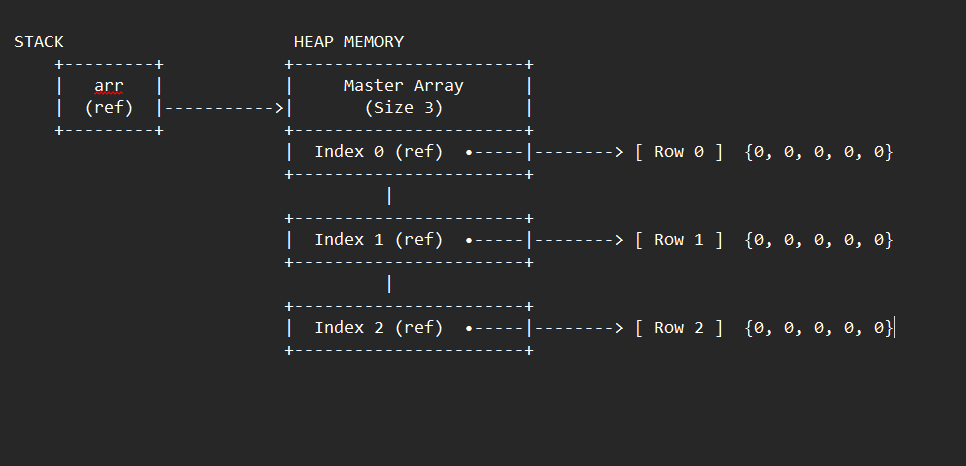 STACK                       HEAP MEMORY
    +---------+            +-----------------------+
    |   arr   |            |     Master Array      |
    |  (ref)  |----------->|       (Size 3)        |
    +---------+            +-----------------------+
                           |  Index 0 (ref)  •-----|--------> [ Row 0 ]  {0, 0, 0, 0, 0}
                           +-----------------------+
                                     |
                           +-----------------------+
                           |  Index 1 (ref)  •-----|--------> [ Row 1 ]  {0, 0, 0, 0, 0}
                           +-----------------------+
                                     |
                           +-----------------------+
                           |  Index 2 (ref)  •-----|--------> [ Row 2 ]  {0, 0, 0, 0, 0}
                           +-----------------------+